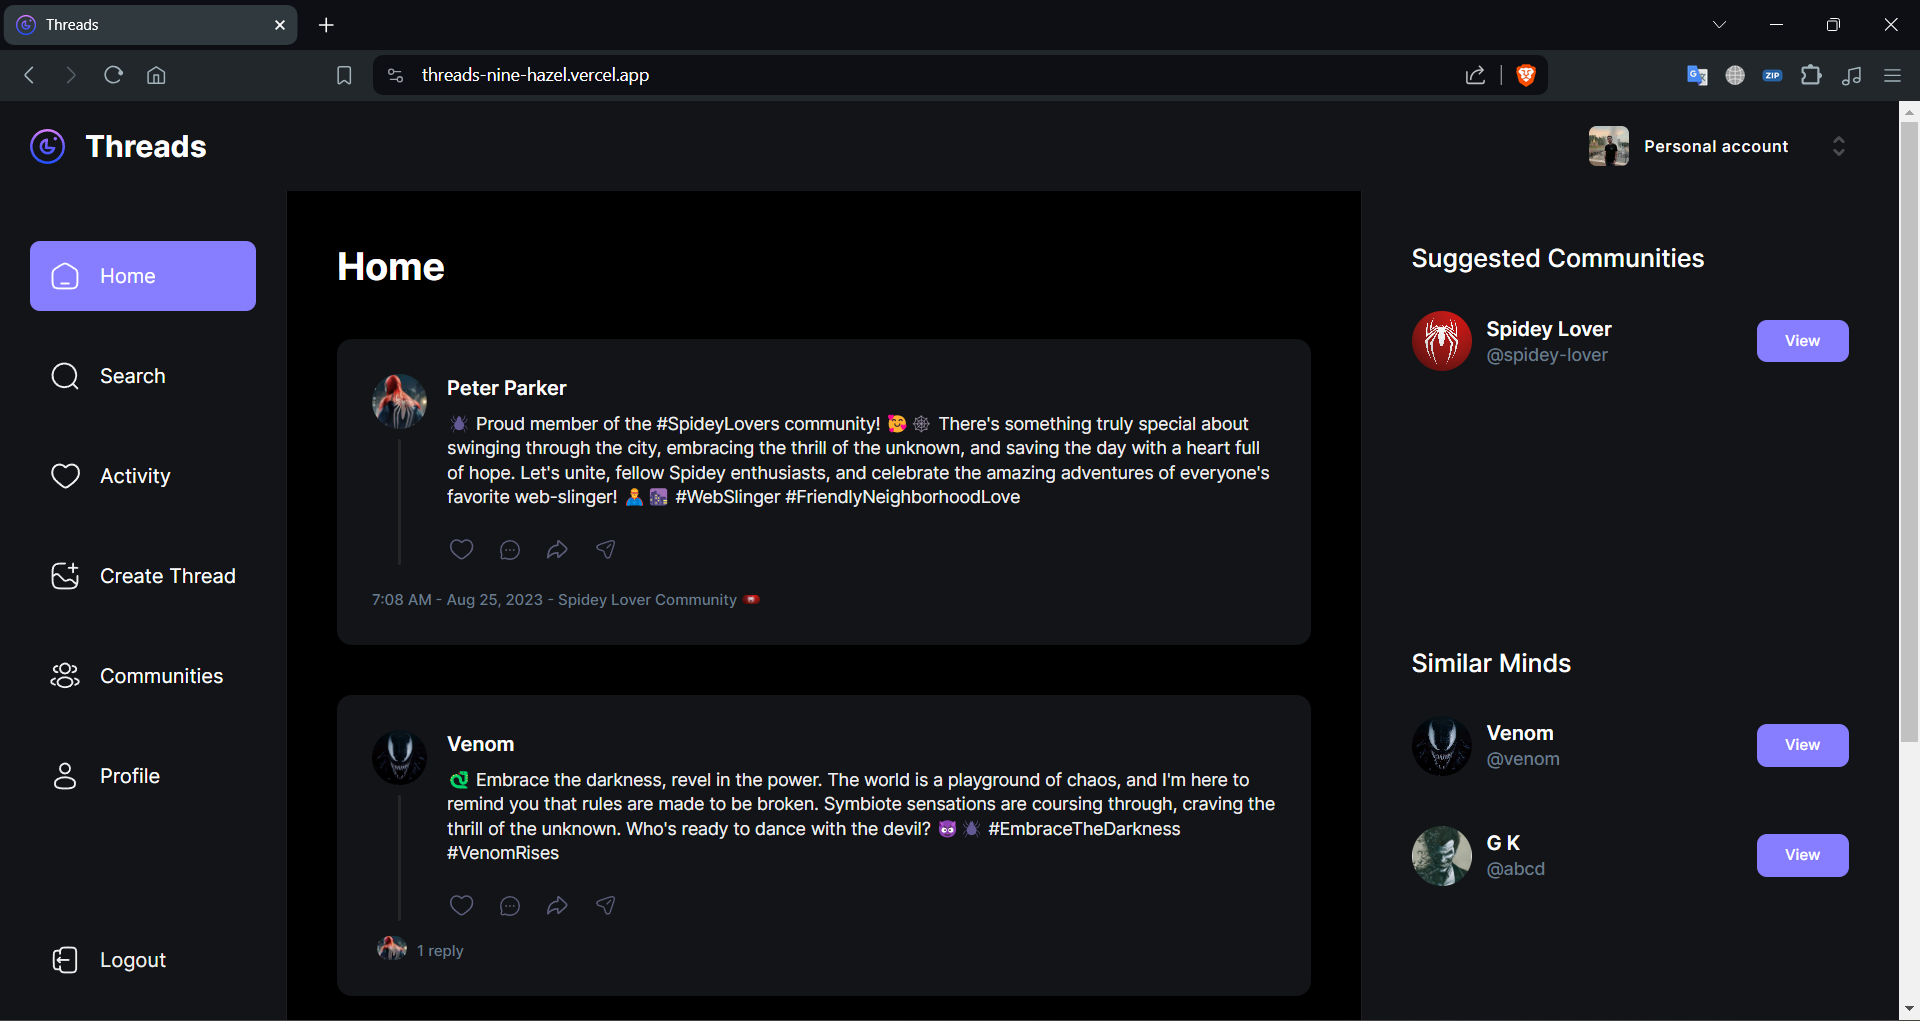 Threads
threads-nine-hazel.vercel.app
ZIP
Threads
Personal account
Home
Search
Activity
Create Thread
Communities
Profile
Logout
Home
Peter Parker
🕷️ Proud member of the #SpideyLovers community! 🥰 🕸️ There's something truly special about
swinging through the city, embracing the thrill of the unknown, and saving the day with a heart full
of hope. Let's unite, fellow Spidey enthusiasts, and celebrate the amazing adventures of everyone's
favorite web-slinger! 🦸‍♂️ 🌆 #WebSlinger #FriendlyNeighborhoodLove
7:08 AM - Aug 25, 2023 - Spidey Lover Community
Venom
🐉 Embrace the darkness, revel in the power. The world is a playground of chaos, and I'm here to
remind you that rules are made to be broken. Symbiote sensations are coursing through, craving the
thrill of the unknown. Who's ready to dance with the devil? 😈 🕷️ #EmbraceTheDarkness
#VenomRises
1 reply
Suggested Communities
Spidey Lover
@spidey-lover
View
Similar Minds
Venom
@venom
View
G K
@abcd
View